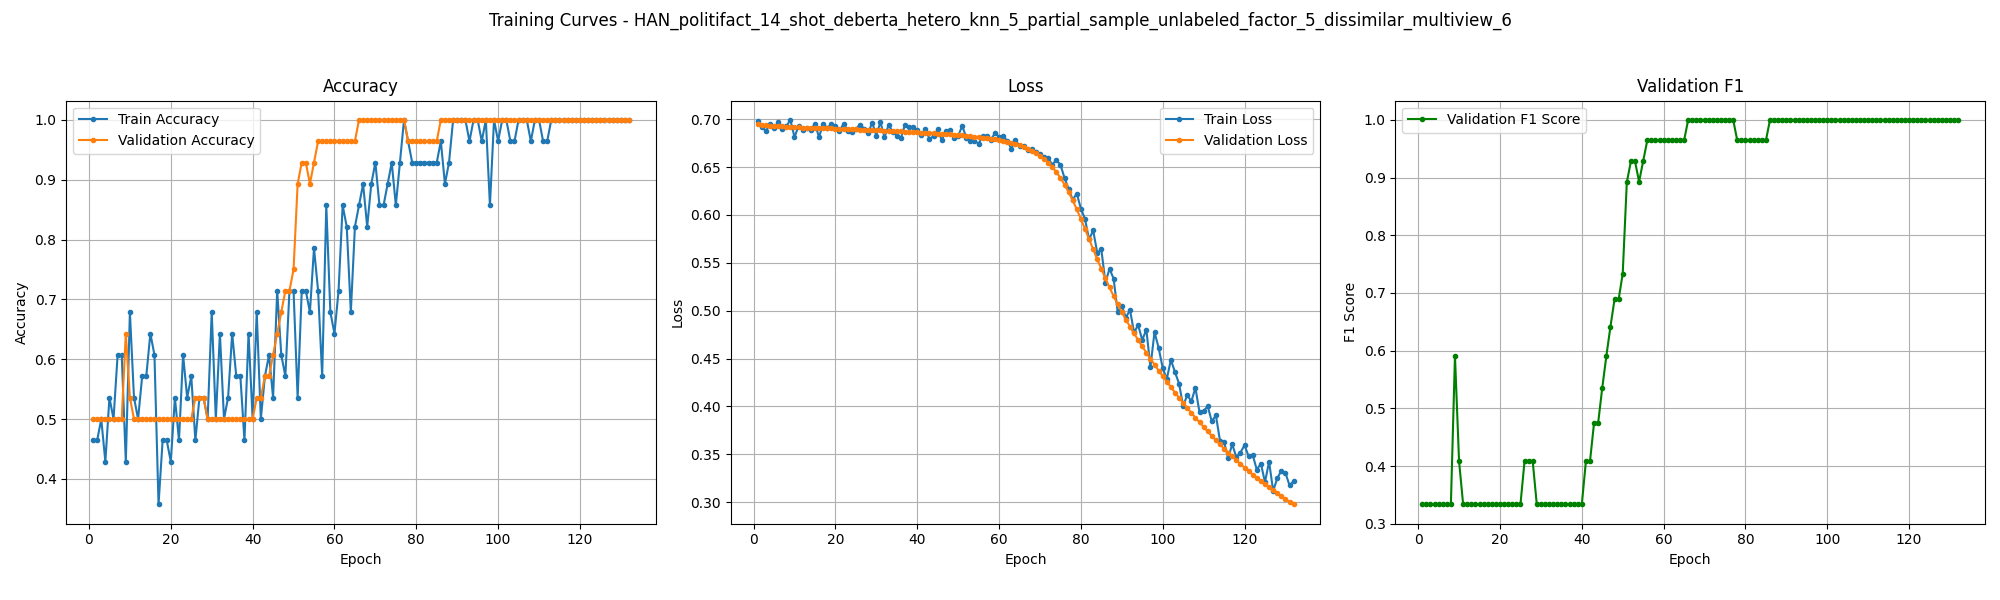 Training Curves - HAN_politifact_14_shot_deberta_hetero_knn_5_partial_sample_unlabeled_factor_5_dissimilar_multiview_6
Accuracy
Train Accuracy
Validation Accuracy
Accuracy
1.0
0.9
0.8
0.7
0.6
0.5
0.4
0 20 40 60 80 100 120
Epoch
Loss
Train Loss
Validation Loss
Loss
0.70
0.65
0.60
0.55
0.50
0.45
0.40
0.35
0.30
0 20 40 60 80 100 120
Epoch
Validation F1
Validation F1 Score
F1 Score
1.0
0.9
0.8
0.7
0.6
0.5
0.4
0.3
0 20 40 60 80 100 120
Epoch